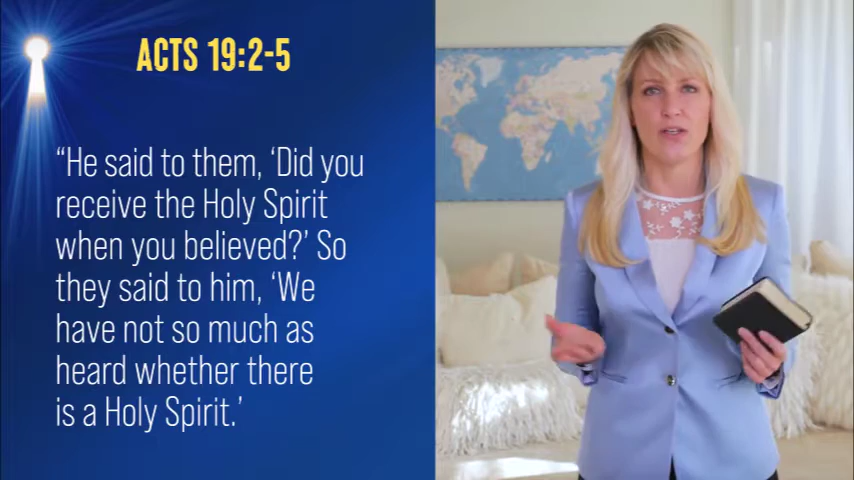 ACTS 19:2-5
“He said to them, ‘Did you
receive the Holy Spirit
when you believed?’ So
they said to him, ‘We
have not so much as
heard whether there
is a Holy Spirit.’